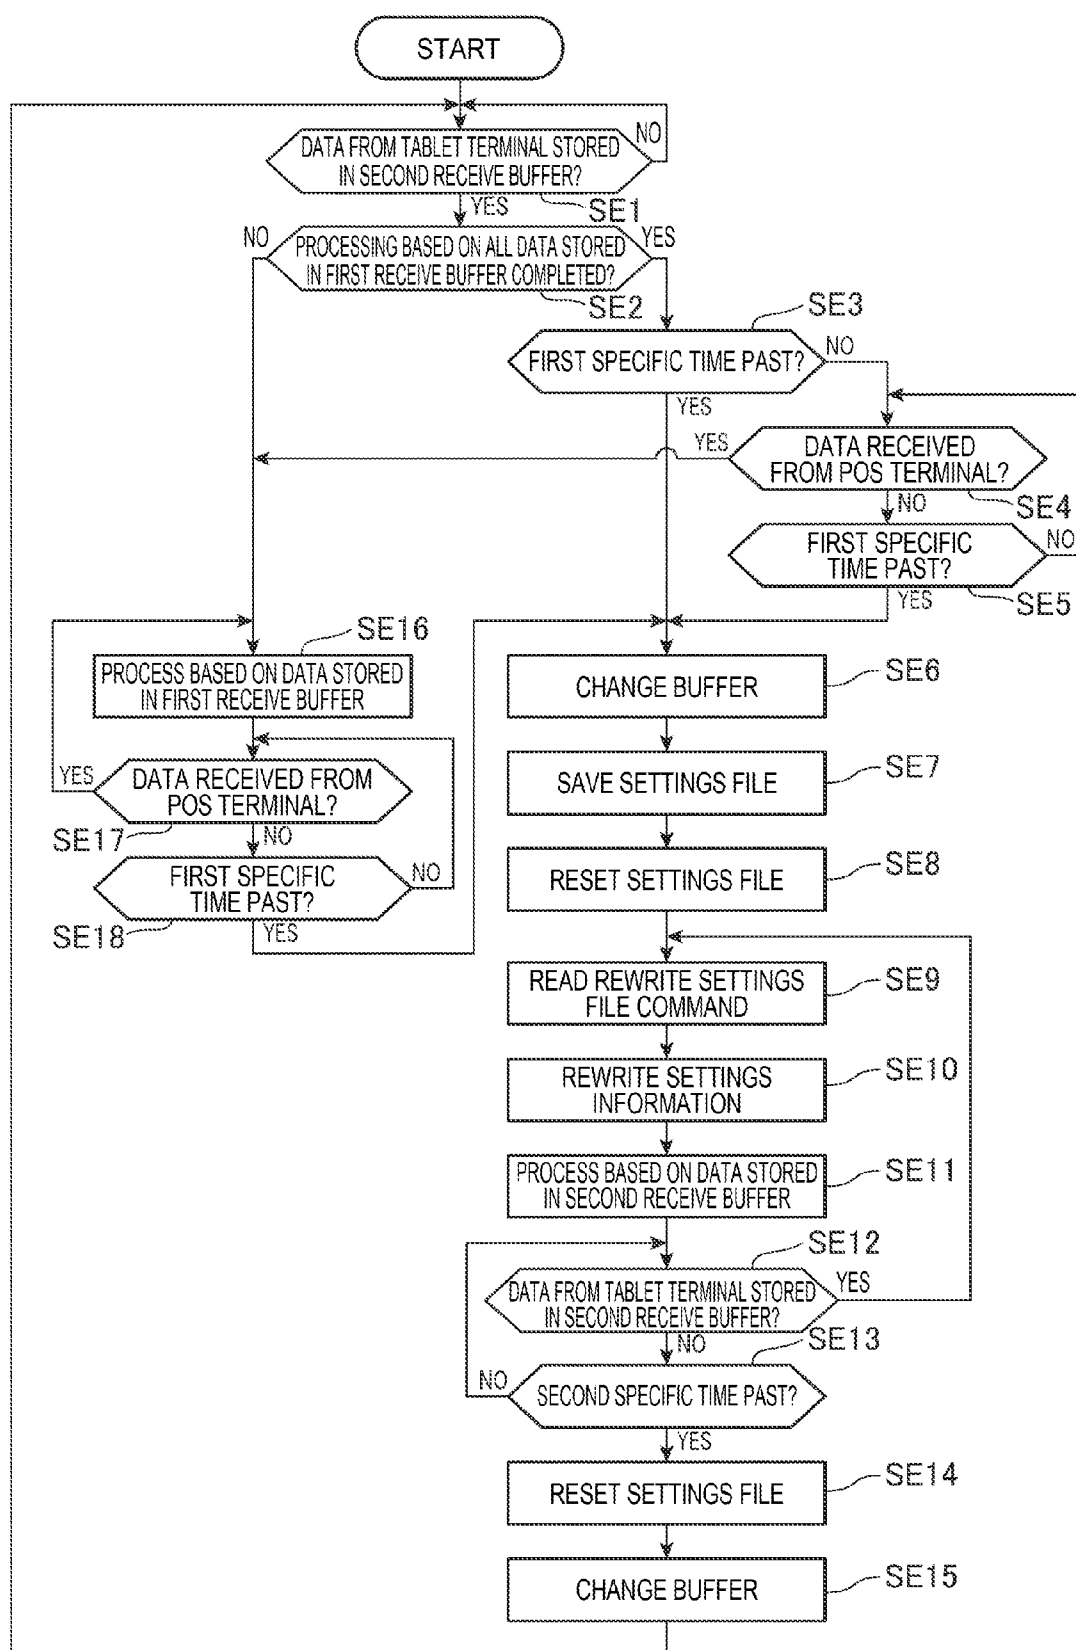 START
NO
DATA FROM TABLET TERMINAL STORED
IN SECOND RECEIVE BUFFER?
YES
SE1
NO
YES
PROCESSING BASED ON ALL DATA STORED
IN FIRST RECEIVE BUFFER COMPLETED?
SE2
SE3
FIRST SPECIFIC TIME PAST?
NO
YES
YES
DATA RECEIVED
FROM POS TERMINAL?
SE4
NO
FIRST SPECIFIC
TIME PAST?
NO
SE5
YES
SE16
PROCESS BASED ON DATA STORED
IN FIRST RECEIVE BUFFER
SE6
CHANGE BUFFER
YES
DATA RECEIVED FROM
POS TERMINAL?
SE17
NO
SE7
SAVE SETTINGS FILE
FIRST SPECIFIC
TIME PAST?
NO
SE18
YES
SE8
RESET SETTINGS FILE
READ REWRITE SETTINGS
FILE COMMAND
SE9
REWRITE SETTINGS
INFORMATION
SE10
PROCESS BASED ON DATA STORED
IN SECOND RECEIVE BUFFER
SE11
SE12
DATA FROM TABLET TERMINAL STORED
IN SECOND RECEIVE BUFFER?
YES
NO
SE13
NO
SECOND SPECIFIC TIME PAST?
YES
SE14
RESET SETTINGS FILE
SE15
CHANGE BUFFER